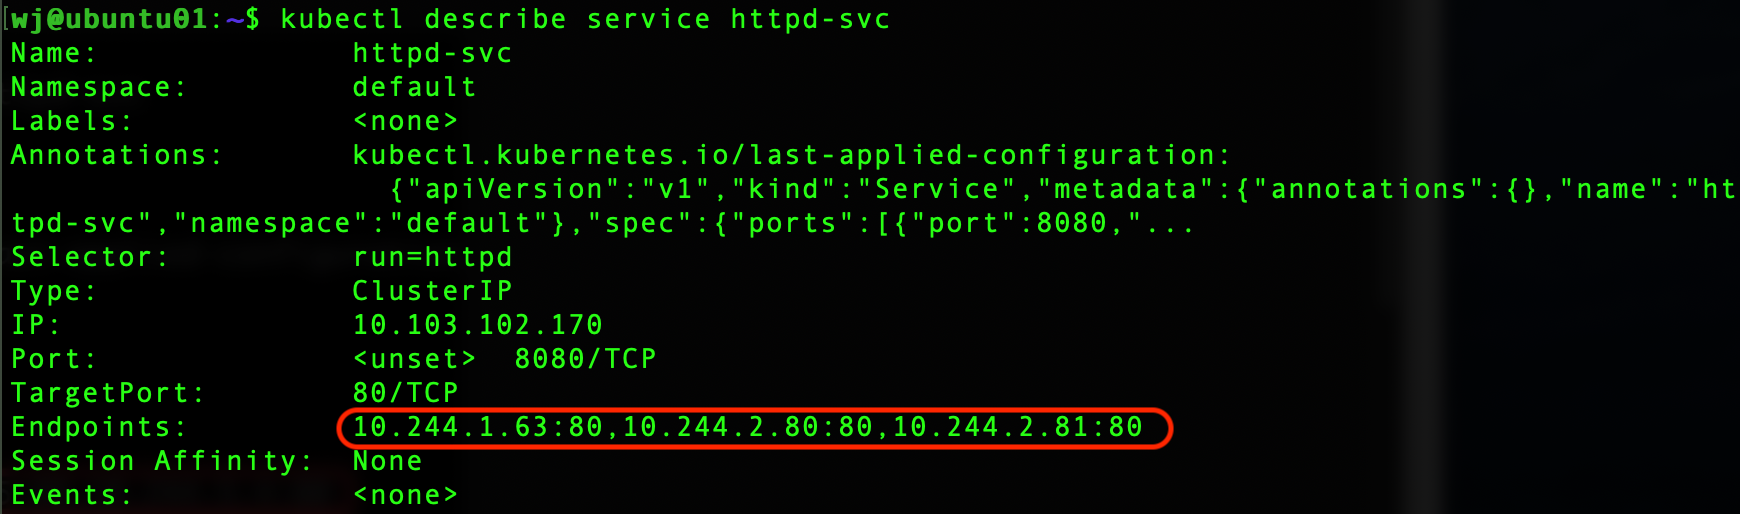 [wj@ubuntu01:~$ kubectl describe service httpd-svc
Name:              httpd-svc
Namespace:         default
Labels:            <none>
Annotations:       kubectl.kubernetes.io/last-applied-configuration:
                     {"apiVersion":"v1","kind":"Service","metadata":{"annotations":{},"name":"ht
tpd-svc","namespace":"default"},"spec":{"ports":[{"port":8080,"...
Selector:          run=httpd
Type:              ClusterIP
IP:                10.103.102.170
Port:              <unset>  8080/TCP
TargetPort:        80/TCP
Endpoints:         10.244.1.63:80,10.244.2.80:80,10.244.2.81:80
Session Affinity:  None
Events:            <none>